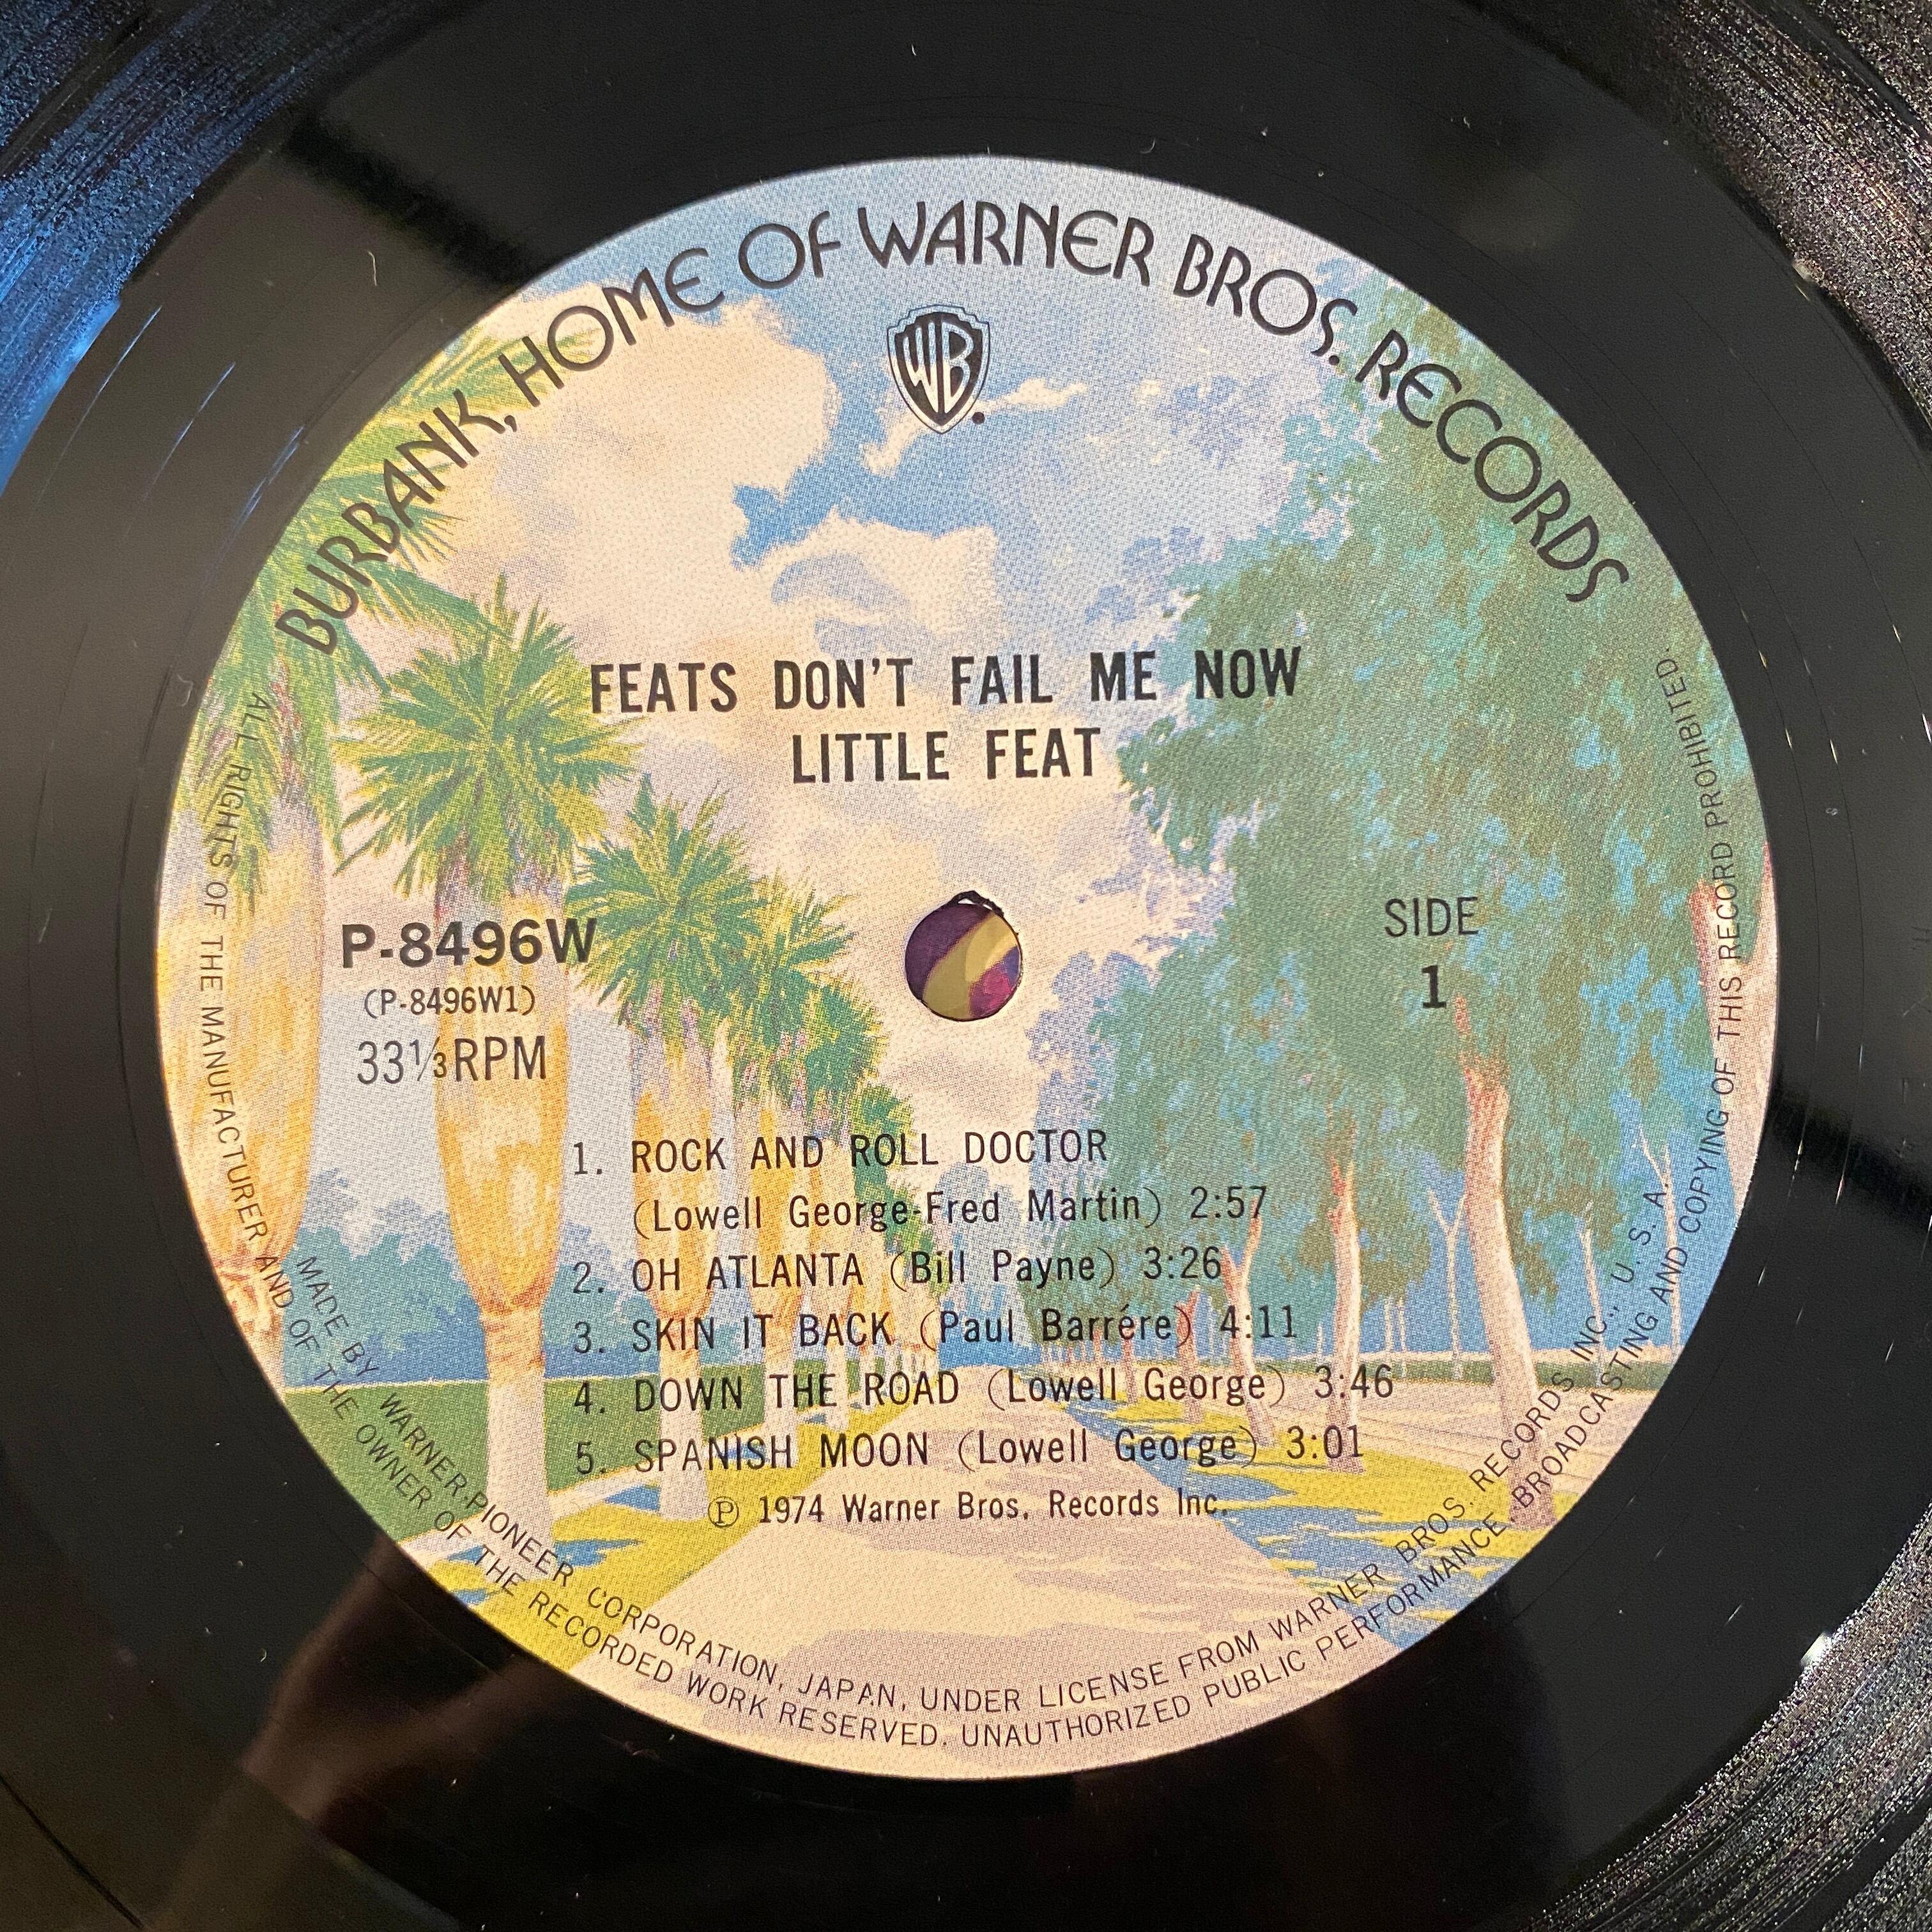 BURBANK, HOME OF WARNER BROS. RECORDS
WB
FEATS DON'T FAIL ME NOW
LITTLE FEAT
P-8496W
(P-8496W1)
33⅓RPM
SIDE
1
1. ROCK AND ROLL DOCTOR
(Lowell George-Fred Martin) 2:57
2. OH ATLANTA (Bill Payne) 3:26
3. SKIN IT BACK (Paul Barrére) 4:11
4. DOWN THE ROAD (Lowell George) 3:46
5. SPANISH MOON (Lowell George) 3:01
Ⓟ 1974 Warner Bros. Records Inc.
MADE BY WARNER-PIONEER CORPORATION, JAPAN, UNDER LICENSE FROM WARNER BROS. RECORDS INC., U. S. A.
ALL RIGHTS OF THE MANUFACTURER AND OF THE OWNER OF THE RECORDED WORK RESERVED. UNAUTHORIZED PUBLIC PERFORMANCE, BROADCASTING AND COPYING OF THIS RECORD PROHIBITED.